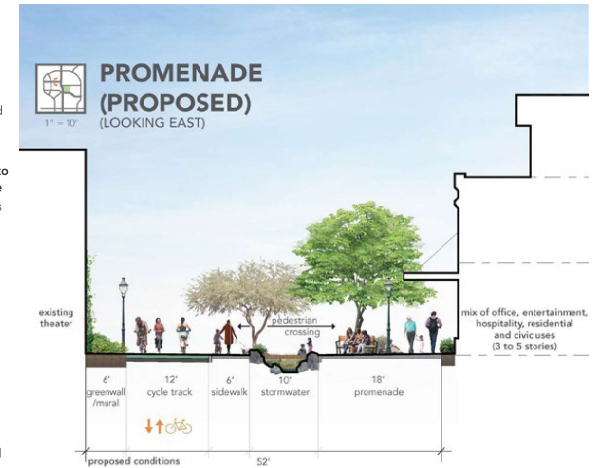 PROMENADE
(PROPOSED)
(LOOKING EAST)
1" = 10'
existing
theater
pedestrian
crossing
mix of office, entertainment,
hospitality, residential
and civic uses
(3 to 5 stories)
6'
greenwall
/mural
12'
cycle track
6'
sidewalk
10'
stormwater
18'
promenade
proposed conditions
52'